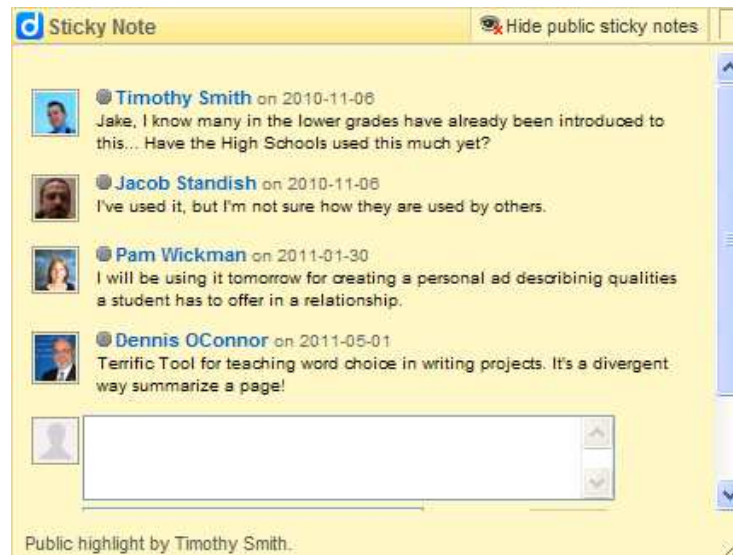 Sticky Note
Hide public sticky notes
Timothy Smith on 2010-11-06
Jake, I know many in the lower grades have already been introduced to
this... Have the High Schools used this much yet?
Jacob Standish on 2010-11-06
I've used it, but I'm not sure how they are used by others.
Pam Wickman on 2011-01-30
I will be using it tomorrow for creating a personal ad describinig qualities
a student has to offer in a relationship.
Dennis OConnor on 2011-05-01
Terrific Tool for teaching word choice in writing projects. It's a divergent
way summarize a page!
Public highlight by Timothy Smith.